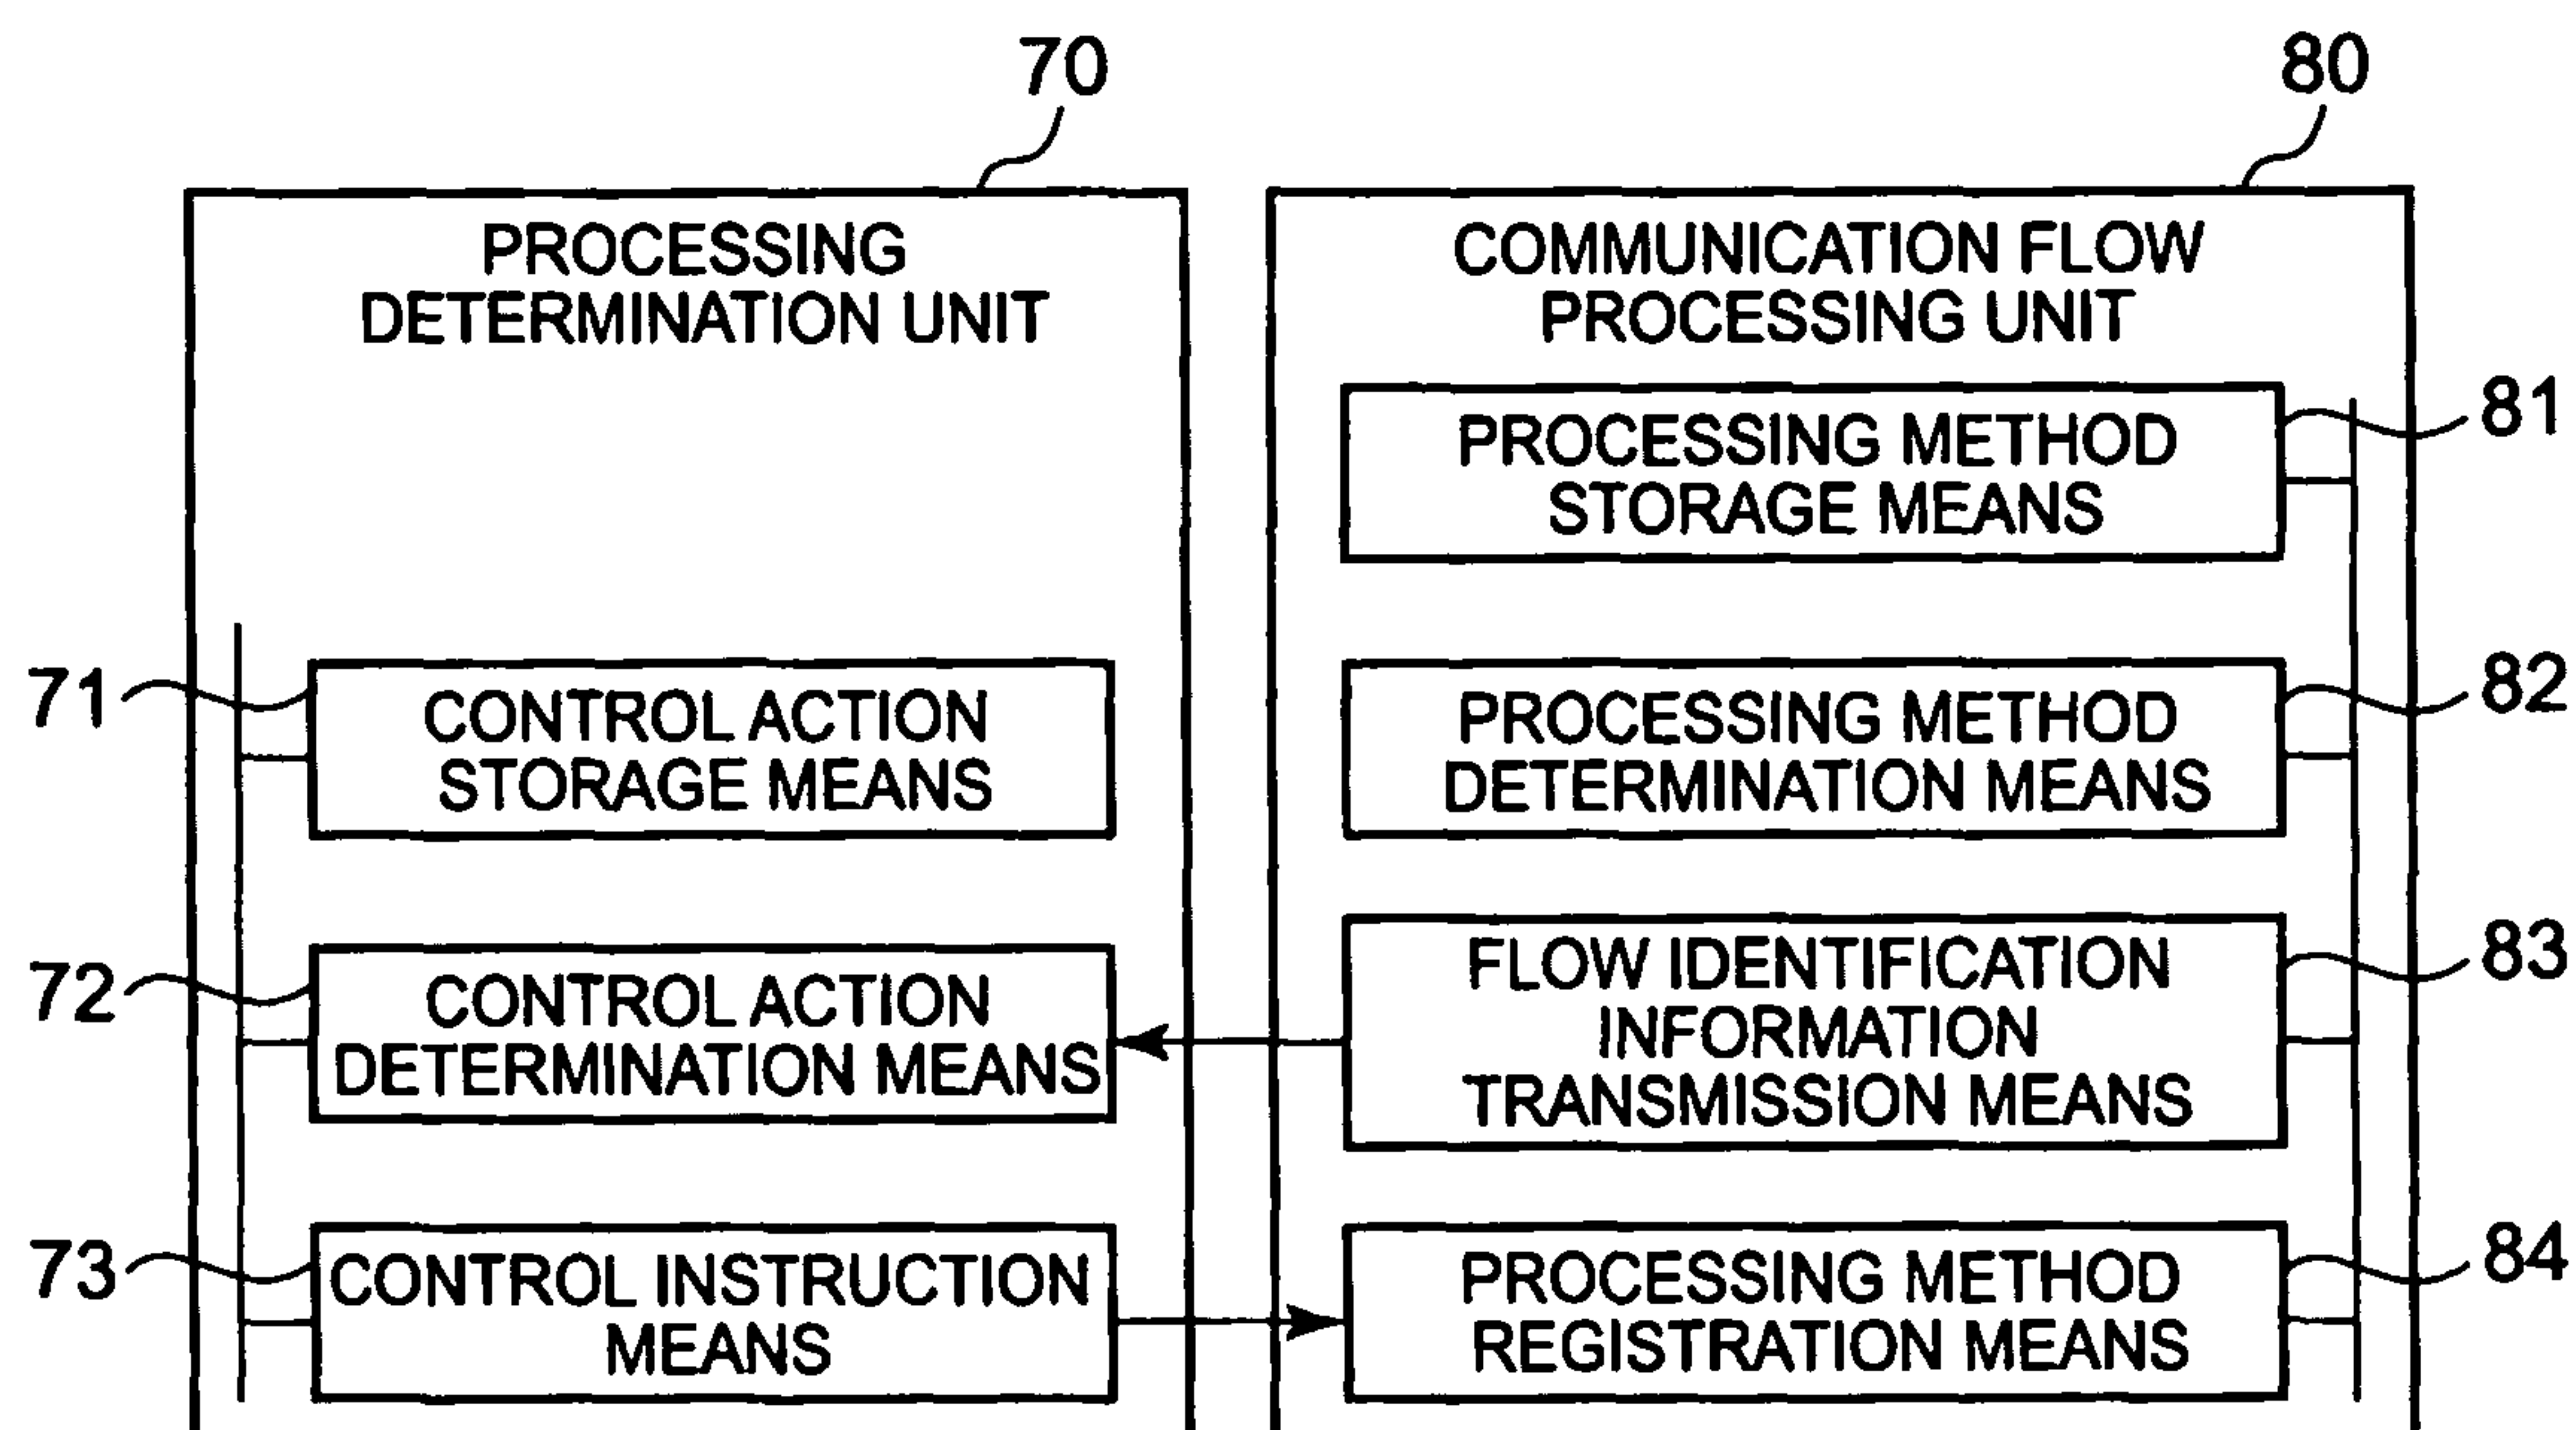 70
80
PROCESSING
DETERMINATION UNIT
COMMUNICATION FLOW
PROCESSING UNIT
81
PROCESSING METHOD
STORAGE MEANS
71
CONTROL ACTION
STORAGE MEANS
82
PROCESSING METHOD
DETERMINATION MEANS
72
CONTROL ACTION
DETERMINATION MEANS
83
FLOW IDENTIFICATION
INFORMATION
TRANSMISSION MEANS
73
CONTROL INSTRUCTION
MEANS
84
PROCESSING METHOD
REGISTRATION MEANS